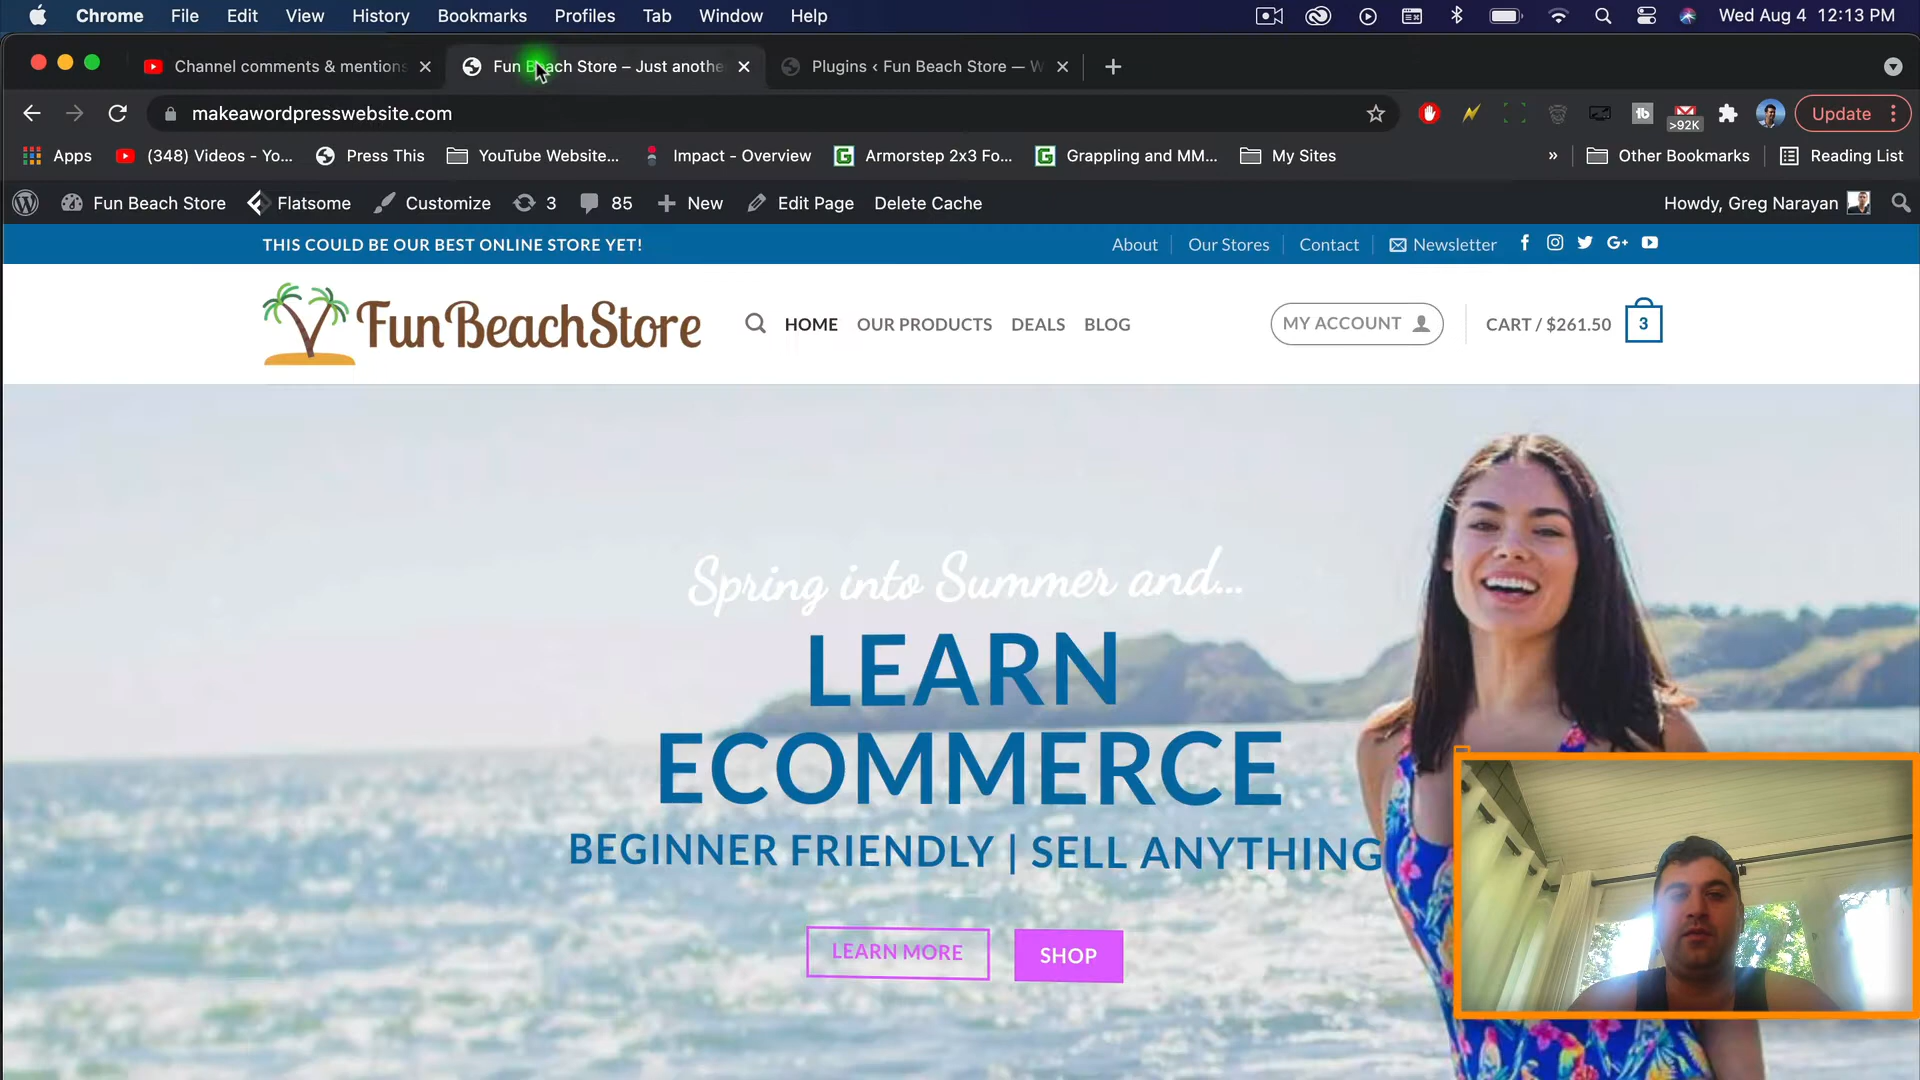 Chrome File Edit View History Bookmarks Profiles Tab Window Help Wed Aug 4 12:13 PM
Channel comments & mentions Fun Beach Store – Just anothe Plugins ‹ Fun Beach Store — W
makeawordpresswebsite.com >92K Update
Apps (348) Videos - Yo... Press This YouTube Website... Impact - Overview Armorstep 2x3 Fo... Grappling and MM... My Sites » Other Bookmarks Reading List
Fun Beach Store Flatsome Customize 3 85 New Edit Page Delete Cache Howdy, Greg Narayan
THIS COULD BE OUR BEST ONLINE STORE YET! About Our Stores Contact Newsletter
FunBeachStore HOME OUR PRODUCTS DEALS BLOG MY ACCOUNT CART / $261.50 3
Spring into Summer and...
LEARN
ECOMMERCE
BEGINNER FRIENDLY | SELL ANYTHING
LEARN MORE SHOP